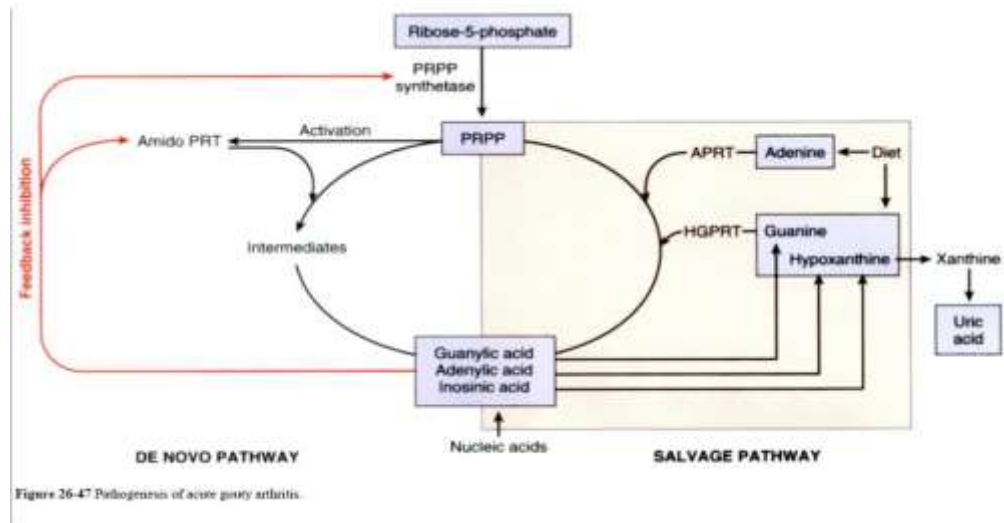 Ribose-5-phosphate
PRPP
synthetase
Amido PRT
Activation
PRPP
APRT
Adenine
Diet
Feedback inhibition
Intermediates
HGPRT
Guanine
Hypoxanthine
Xanthine
Uric
acid
Guanylic acid
Adenylic acid
Inosinic acid
Nucleic acids
DE NOVO PATHWAY
SALVAGE PATHWAY
Figure 26-47 Pathogenesis of acute gouty arthritis.